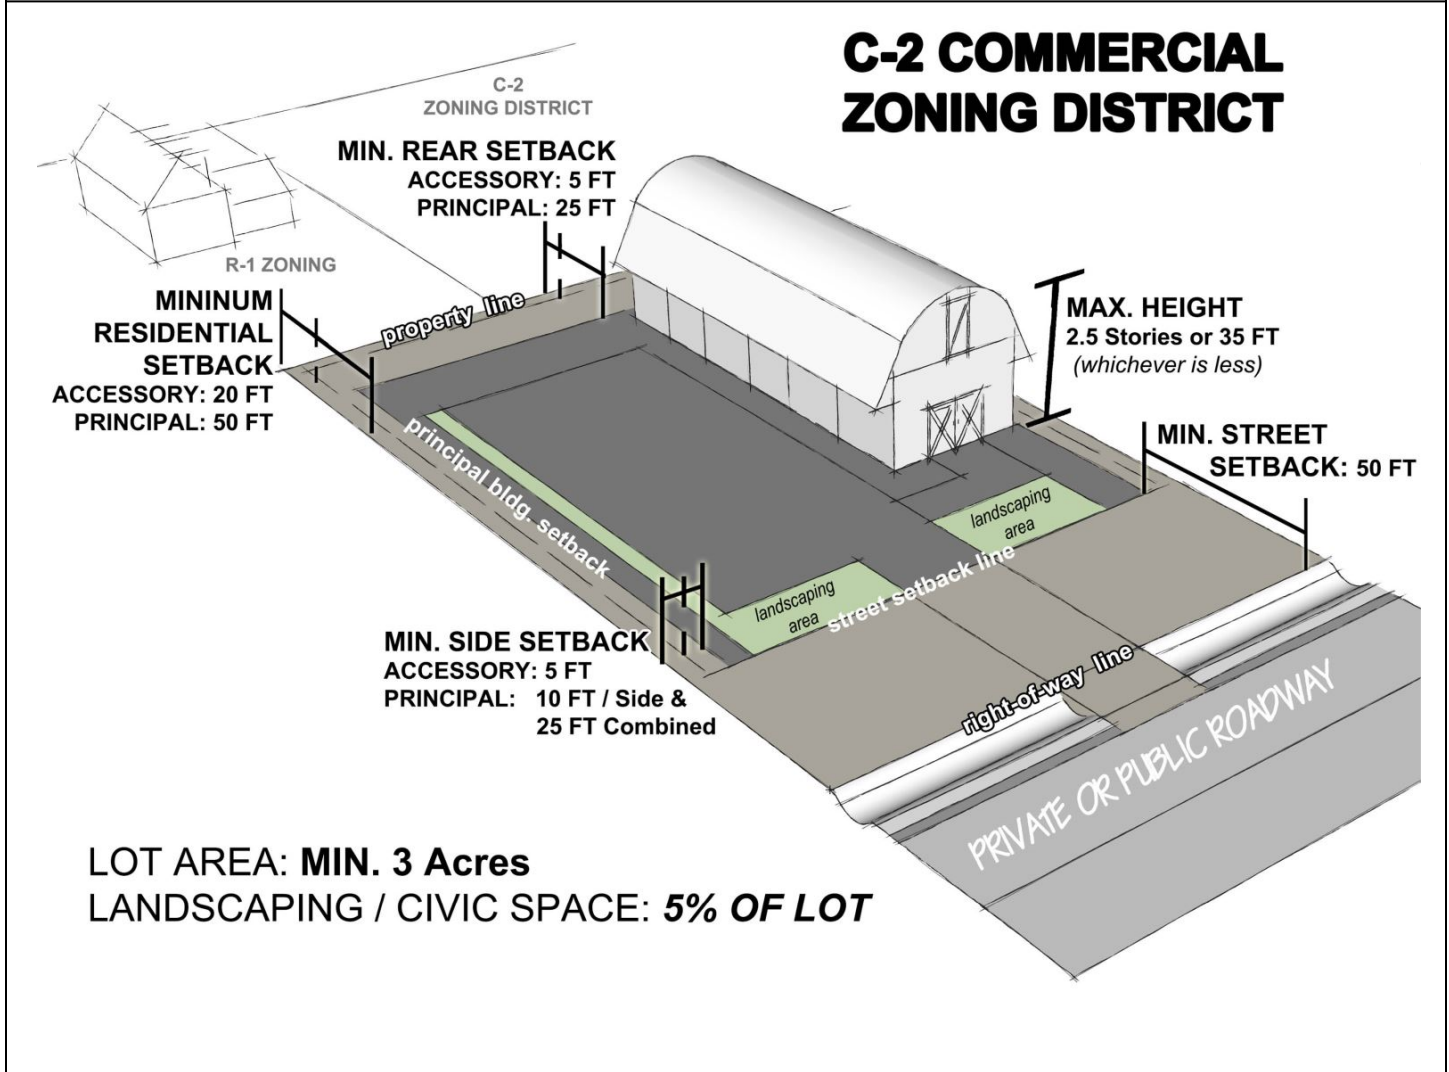 C-2 COMMERCIAL
ZONING DISTRICT
C-2
ZONING DISTRICT
MIN. REAR SETBACK
ACCESSORY: 5 FT
PRINCIPAL: 25 FT
R-1 ZONING
MININUM
RESIDENTIAL
SETBACK
ACCESSORY: 20 FT
PRINCIPAL: 50 FT
property line
MAX. HEIGHT
2.5 Stories or 35 FT
(whichever is less)
MIN. STREET
SETBACK: 50 FT
principal bldg. setback
landscaping
area
landscaping
area
street setback line
MIN. SIDE SETBACK
ACCESSORY: 5 FT
PRINCIPAL: 10 FT / Side &
25 FT Combined
right-of-way line
PRIVATE OR PUBLIC ROADWAY
LOT AREA: MIN. 3 Acres
LANDSCAPING / CIVIC SPACE: 5% OF LOT